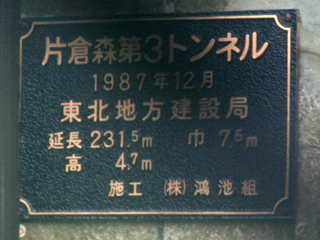 片倉森第3トンネル
1987年12月
東北地方建設局
延長 231.5m 巾 7.5m
高 4.7m
施工 (株) 鴻池組